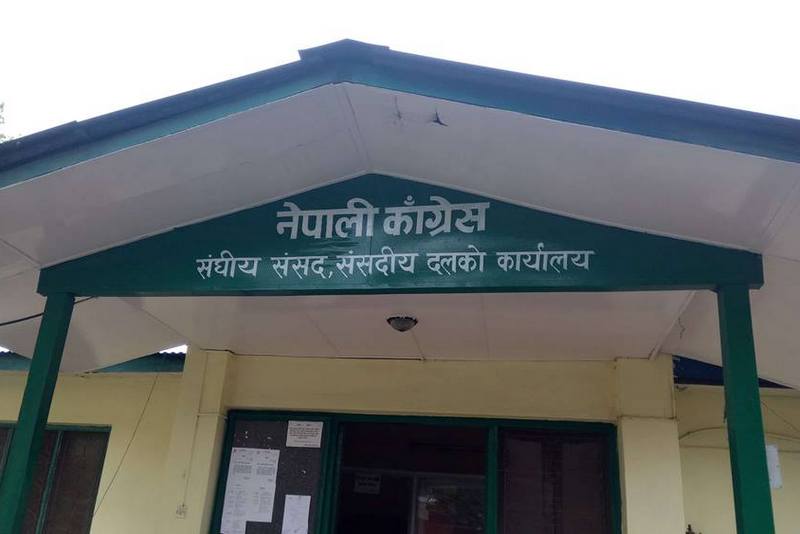 नेपाली काँग्रेस
संघीय संसद, संसदीय दलको कार्यालय